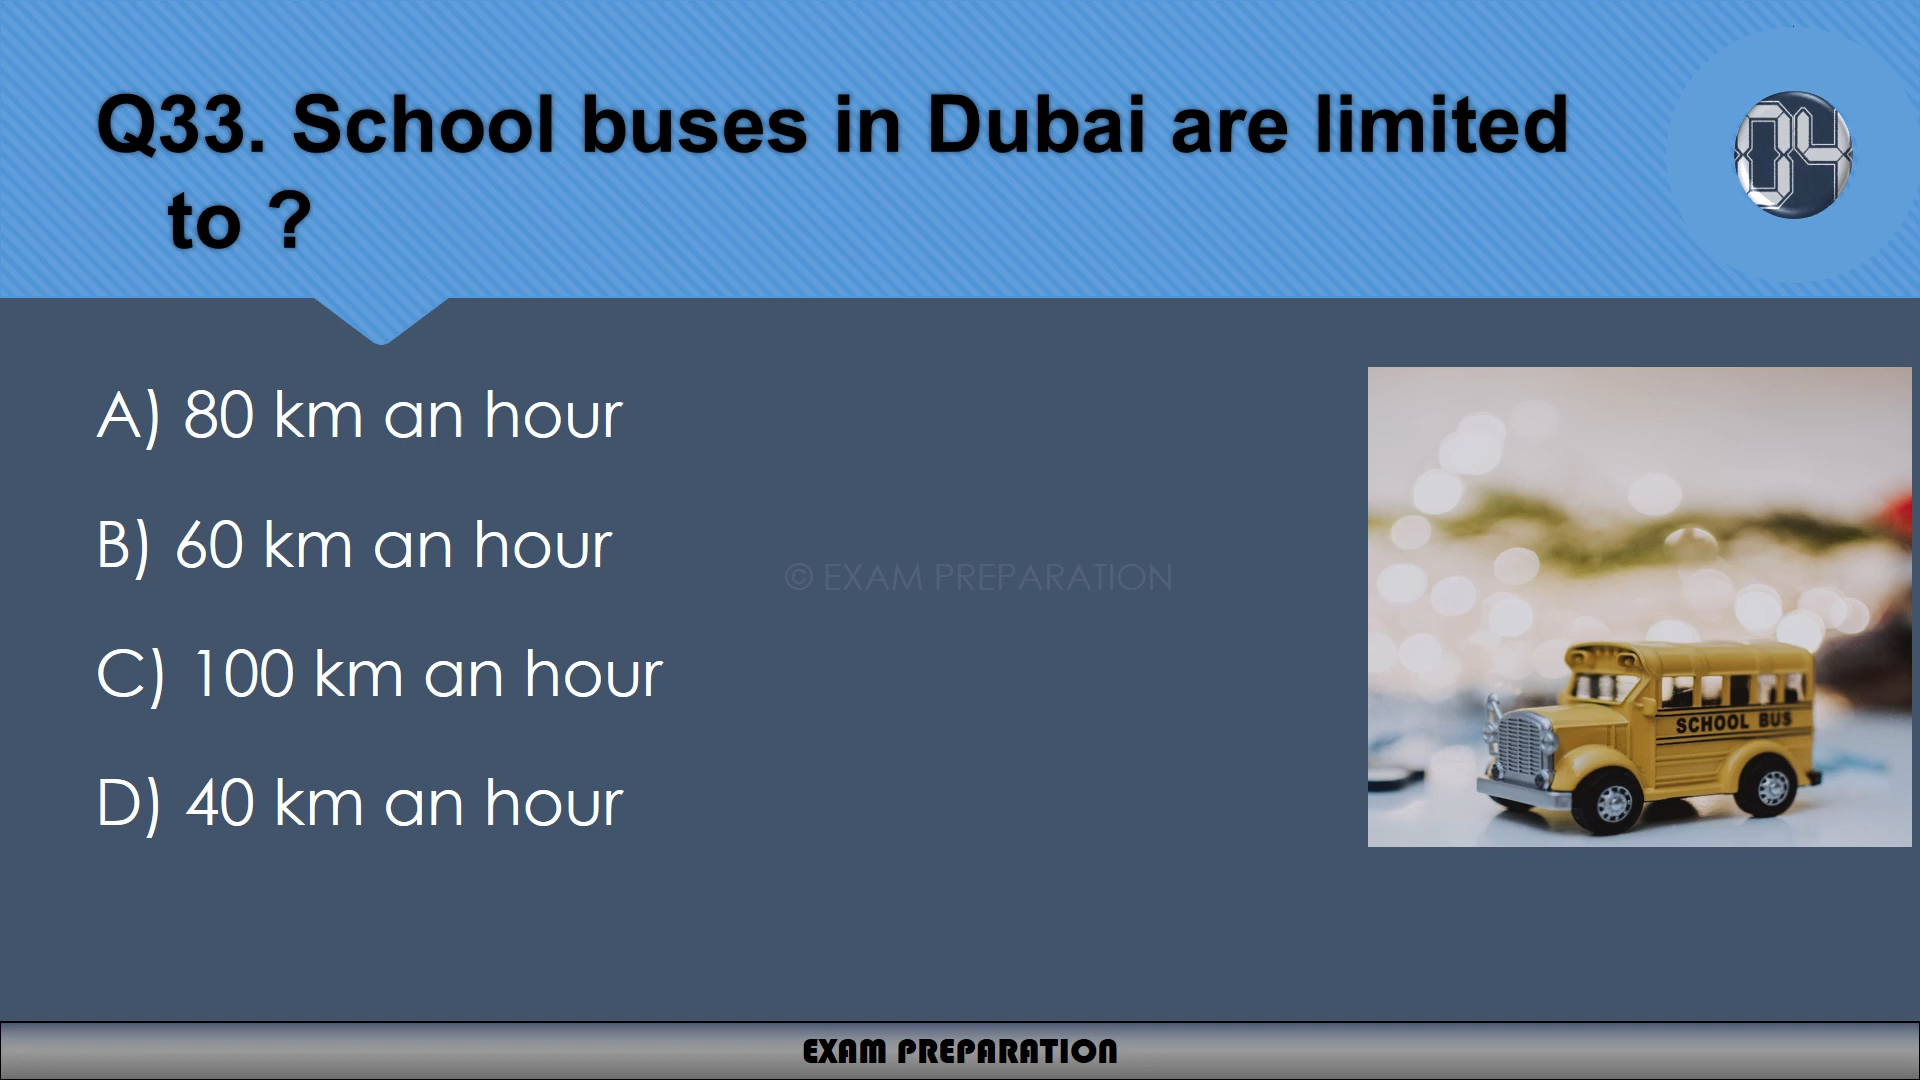 Q33. School buses in Dubai are limited
to ?
04
A) 80 km an hour
B) 60 km an hour
© EXAM PREPARATION
C) 100 km an hour
D) 40 km an hour
SCHOOL BUS
EXAM PREPARATION